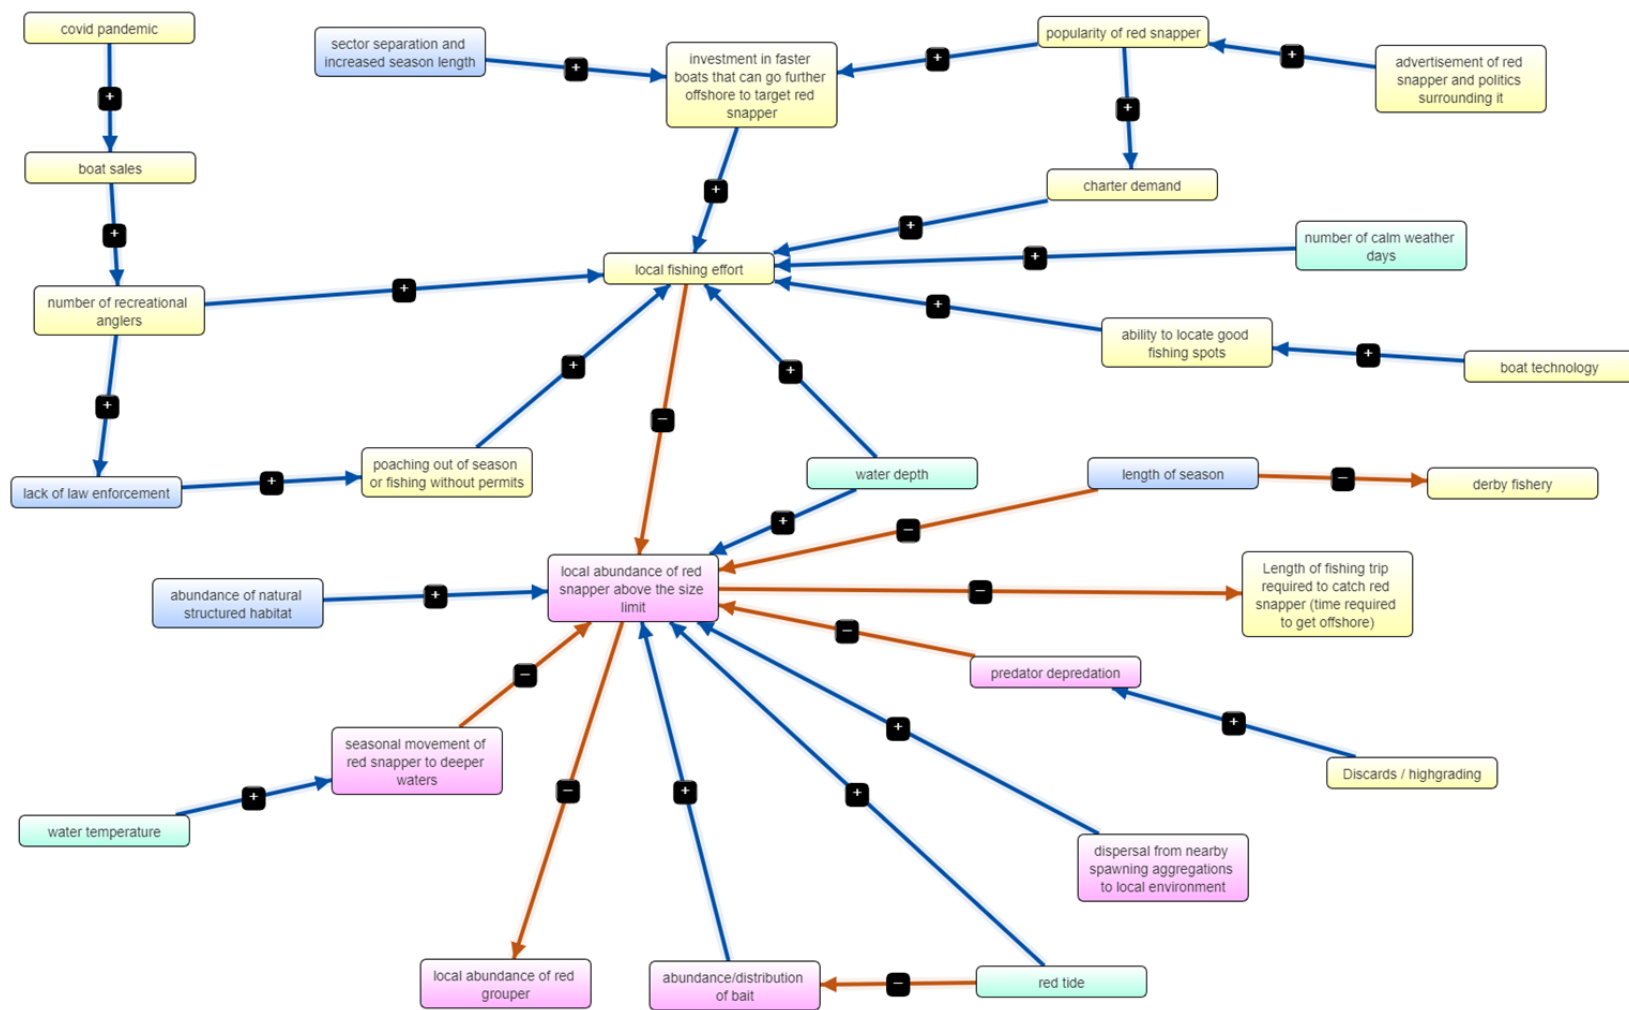 covid pandemic
+
boat sales
+
number of recreational
anglers
+
lack of law enforcement
+
poaching out of season
or fishing without permits
+
+
sector separation and
increased season length
+
investment in faster
boats that can go further
offshore to target red
snapper
+
+
popularity of red snapper
+
advertisement of red
snapper and politics
surrounding it
+
charter demand
+
local fishing effort
+
number of calm weather
days
+
ability to locate good
fishing spots
+
boat technology
+
water depth
+
−
length of season
−
derby fishery
−
local abundance of red
snapper above the size
limit
−
Length of fishing trip
required to catch red
snapper (time required
to get offshore)
abundance of natural
structured habitat
+
−
predator depredation
+
Discards / highgrading
seasonal movement of
red snapper to deeper
waters
−
+
water temperature
−
local abundance of red
grouper
+
abundance/distribution
of bait
−
red tide
+
+
dispersal from nearby
spawning aggregations
to local environment